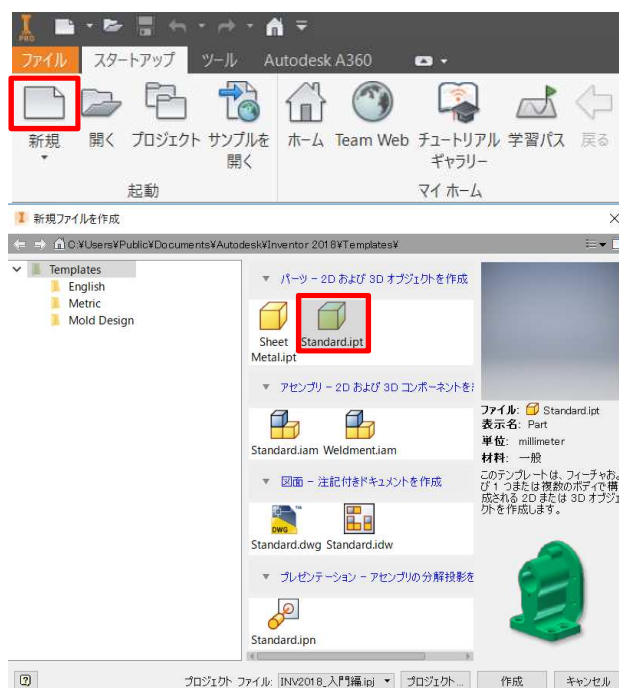 PRO
ファイル スタートアップ ツール Autodesk A360
新規 開く プロジェクト サンプルを開く ホーム Team Web チュートリアル ギャラリー 学習パス 戻る
起動 マイ ホーム
新規ファイルを作成
C:¥Users¥Public¥Documents¥Autodesk¥Inventor 2018¥Templates¥
Templates
English
Metric
Mold Design
パーツ - 2D および 3D オブジェクトを作成
Sheet Metal.ipt Standard.ipt
アセンブリ - 2D および 3D コンポーネントを
Standard.iam Weldment.iam
図面 - 注記付きドキュメントを作成
DWG
Standard.dwg Standard.idw
プレゼンテーション - アセンブリの分解投影を
Standard.ipn
ファイル: Standard.ipt
表示名: Part
単位: millimeter
材料: 一般
このテンプレートは、フィーチャお
び 1 つまたは複数のボディで構
成される 2D または 3D オブジェ
クトを作成します。
プロジェクト ファイル: INV2018_入門編.ipj プロジェクト... 作成 キャンセル